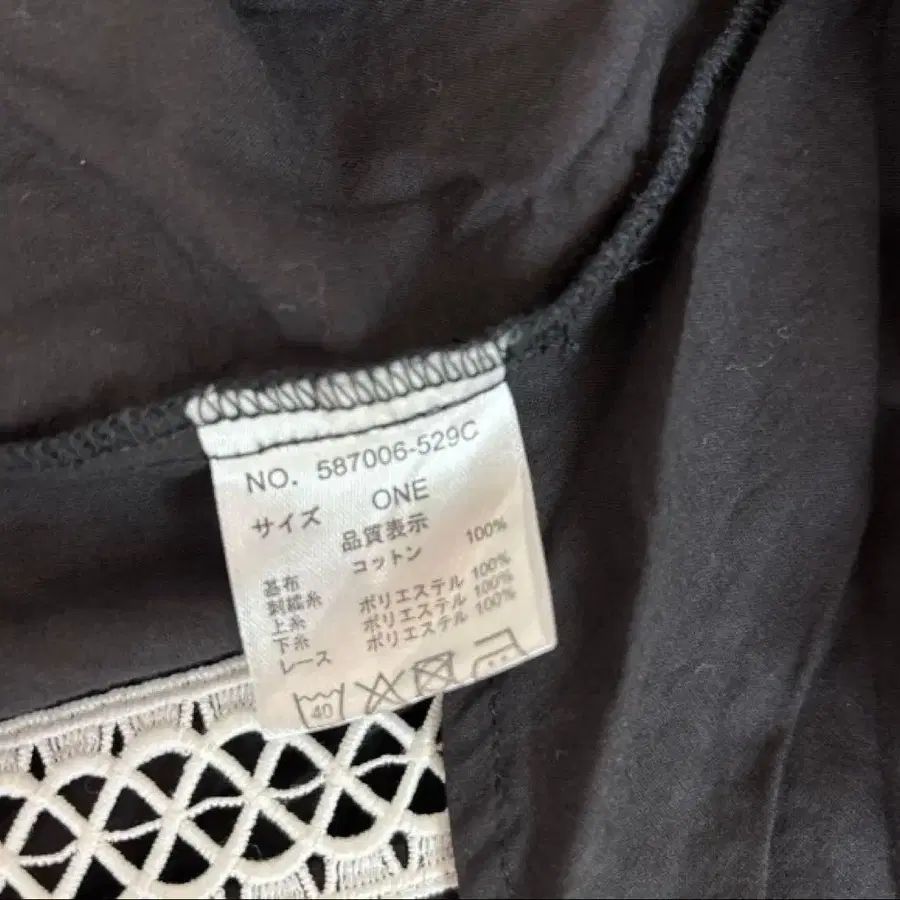 NO. 587006-529C
サイズ ONE
品質表示
基布 コットン 100%
刺繍糸
上糸 ポリエステル 100%
下糸 ポリエステル 100%
レース ポリエステル 100%
40